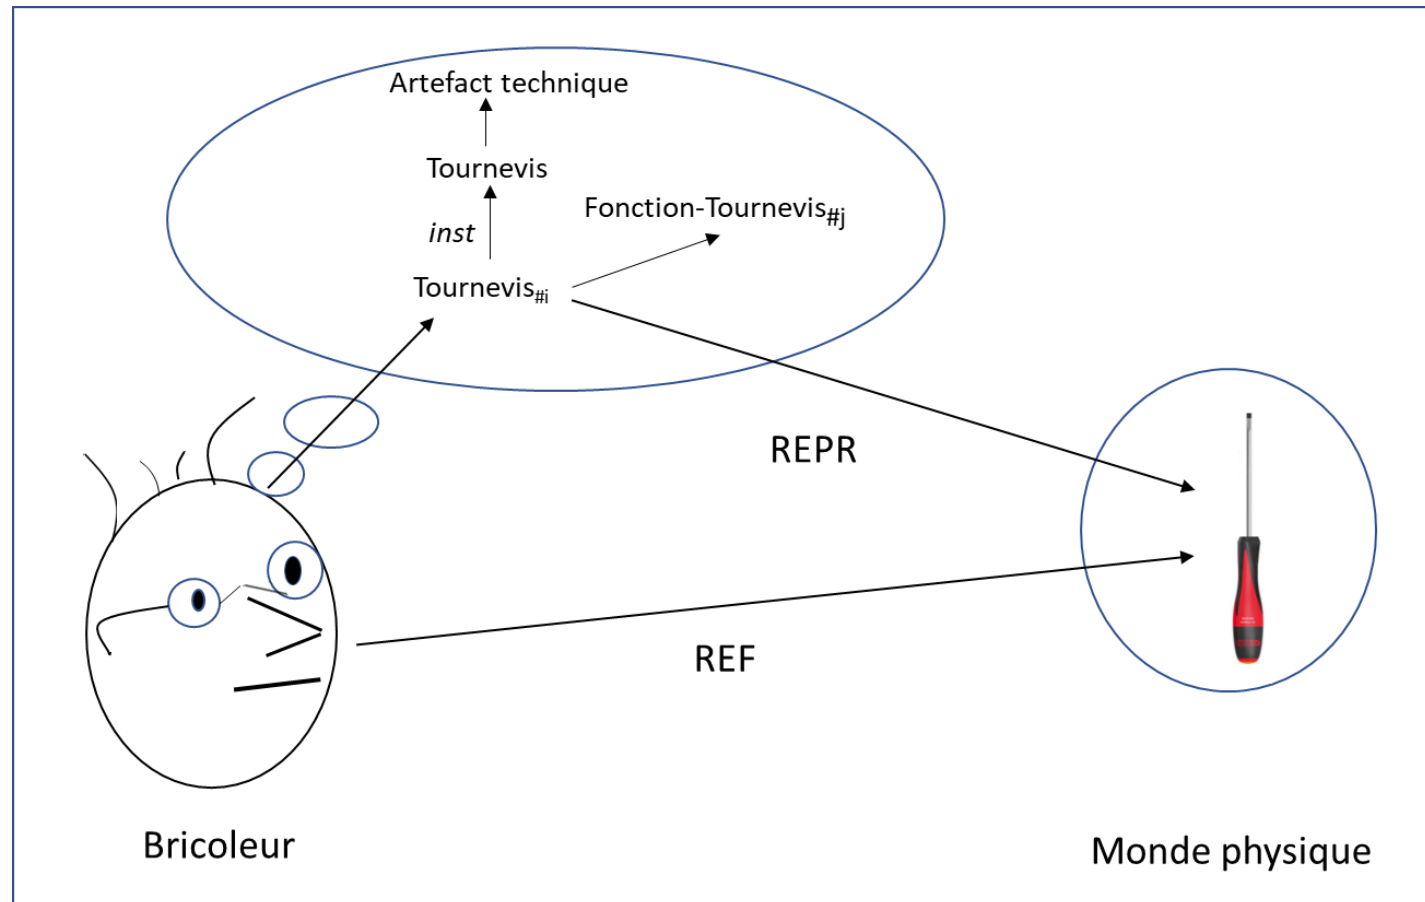 Artefact technique
Tournevis
Fonction-Tournevis#j
inst
Tournevis#i
REPR
REF
Bricoleur
Monde physique